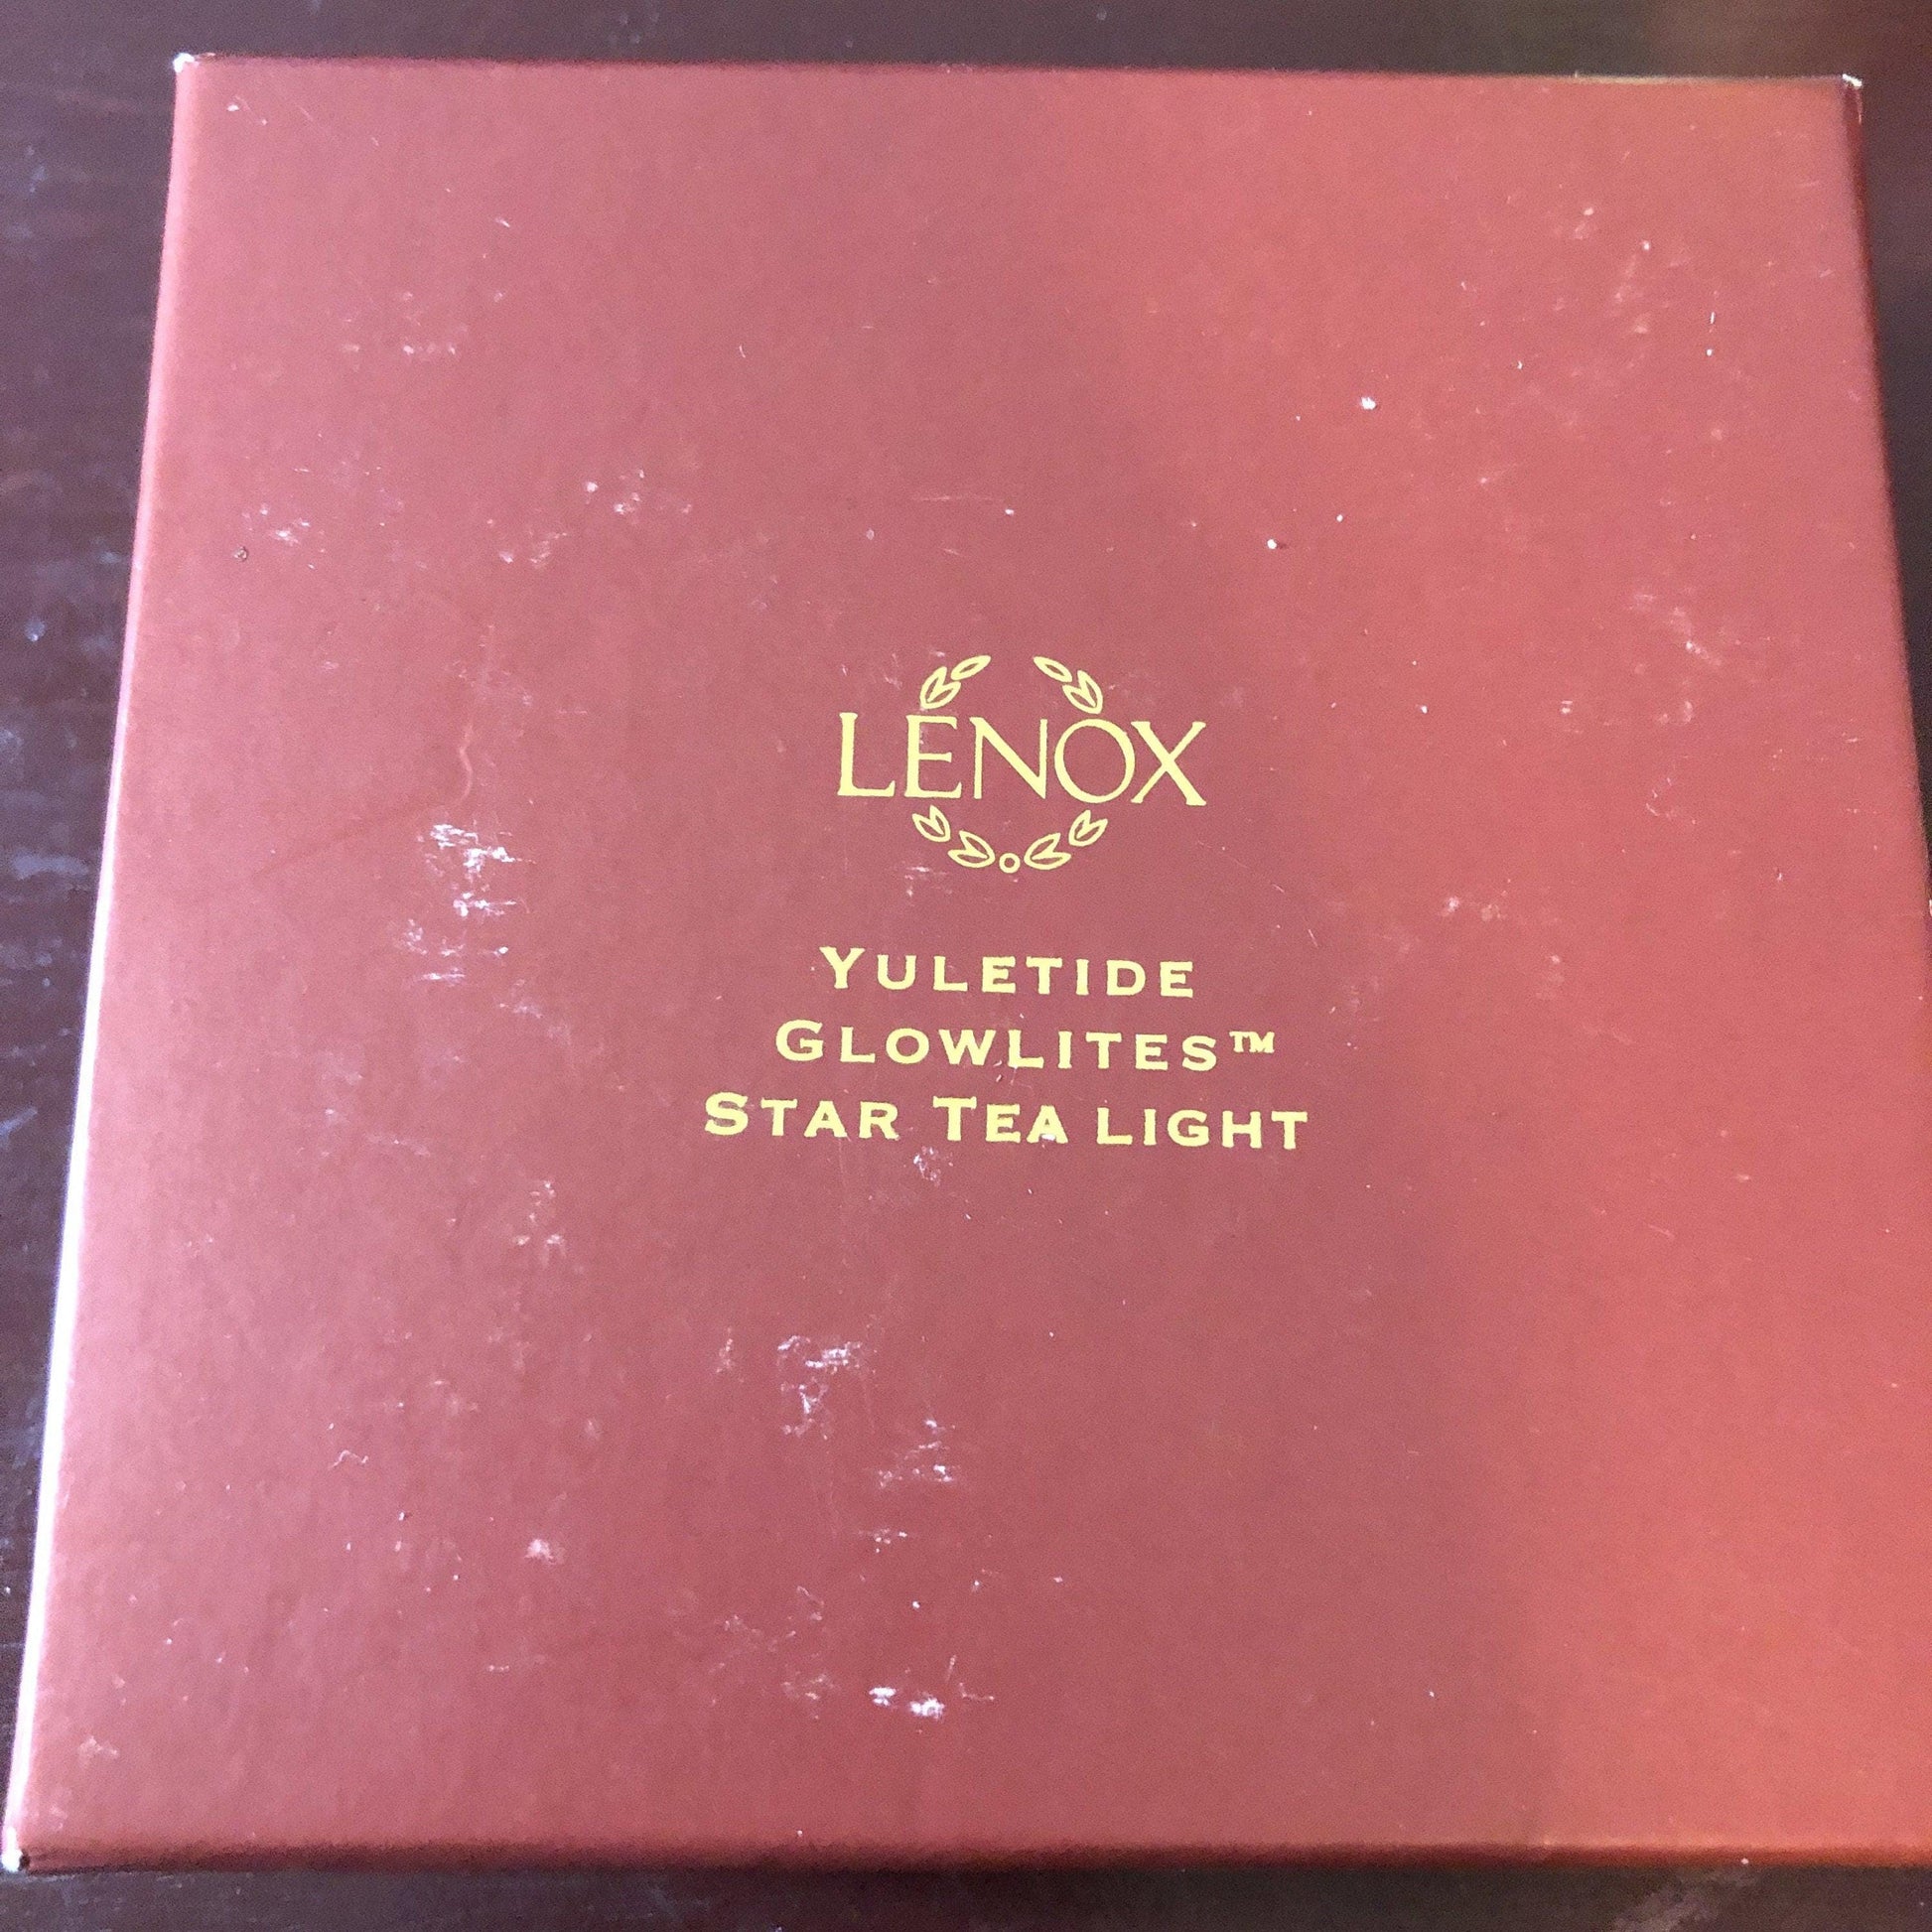 LENOX
YULETIDE
GLOWLITES™
STAR TEA LIGHT